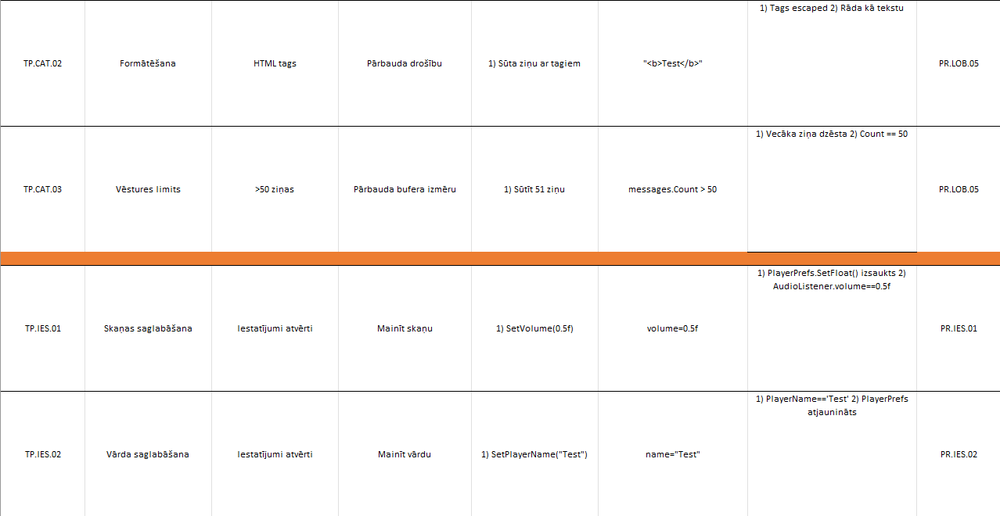 1) Tags escaped 2) Rāda kā tekstu
TP.CAT.02 Formātēšana HTML tags Pārbauda drošību 1) Sūta ziņu ar tagiem "<b>Test</b>" PR.LOB.05
1) Vecāka ziņa dzēsta 2) Count == 50
TP.CAT.03 Vēstures limits >50 ziņas Pārbauda bufera izmēru 1) Sūtīt 51 ziņu messages.Count > 50 PR.LOB.05
1) PlayerPrefs.SetFloat() izsaukts 2)
AudioListener.volume==0.5f
TP.IES.01 Skaņas saglabāšana Iestatījumi atvērti Mainīt skaņu 1) SetVolume(0.5f) volume=0.5f PR.IES.01
1) PlayerName=='Test' 2) PlayerPrefs
atjaunināts
TP.IES.02 Vārda saglabāšana Iestatījumi atvērti Mainīt vārdu 1) SetPlayerName("Test") name="Test" PR.IES.02